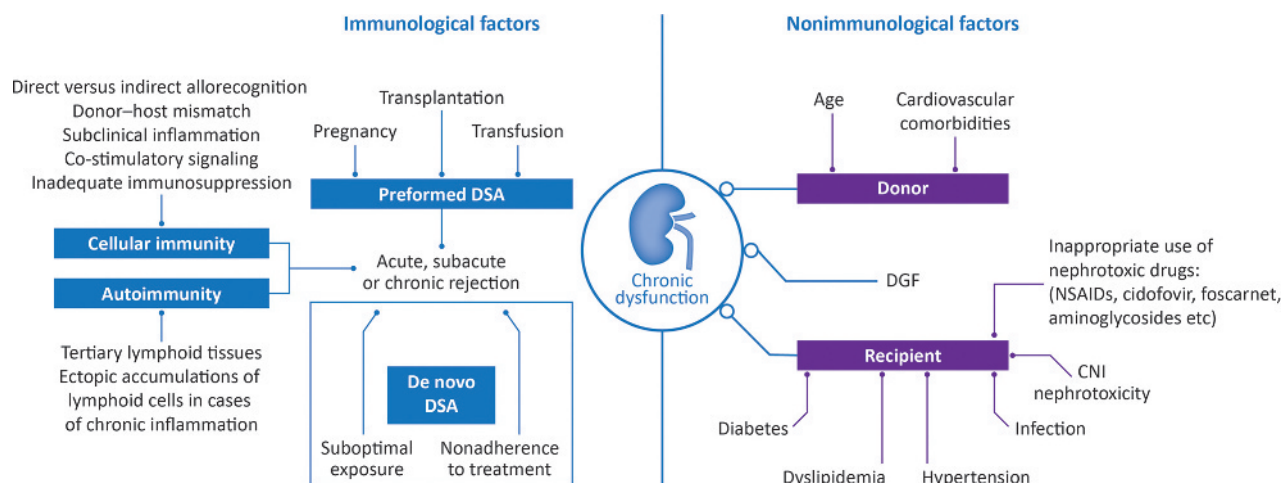 Immunological factors
Nonimmunological factors
Direct versus indirect allorecognition
Donor–host mismatch
Subclinical inflammation
Co-stimulatory signaling
Inadequate immunosuppression
Transplantation
Pregnancy
Transfusion
Preformed DSA
Cellular immunity
Autoimmunity
Acute, subacute
or chronic rejection
Tertiary lymphoid tissues
Ectopic accumulations of
lymphoid cells in cases
of chronic inflammation
De novo
DSA
Suboptimal
exposure
Nonadherence
to treatment
Chronic
dysfunction
Age
Cardiovascular
comorbidities
Donor
DGF
Inappropriate use of
nephrotoxic drugs:
(NSAIDs, cidofovir, foscarnet,
aminoglycosides etc)
Recipient
CNI
nephrotoxicity
Diabetes
Infection
Dyslipidemia
Hypertension